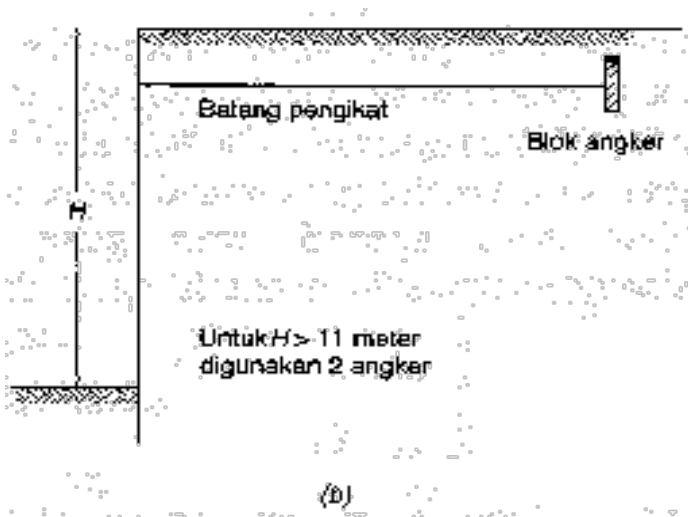 Batang pengikat
Blok angker
H
Untuk H > 11 meter
digunakan 2 angker
(b)